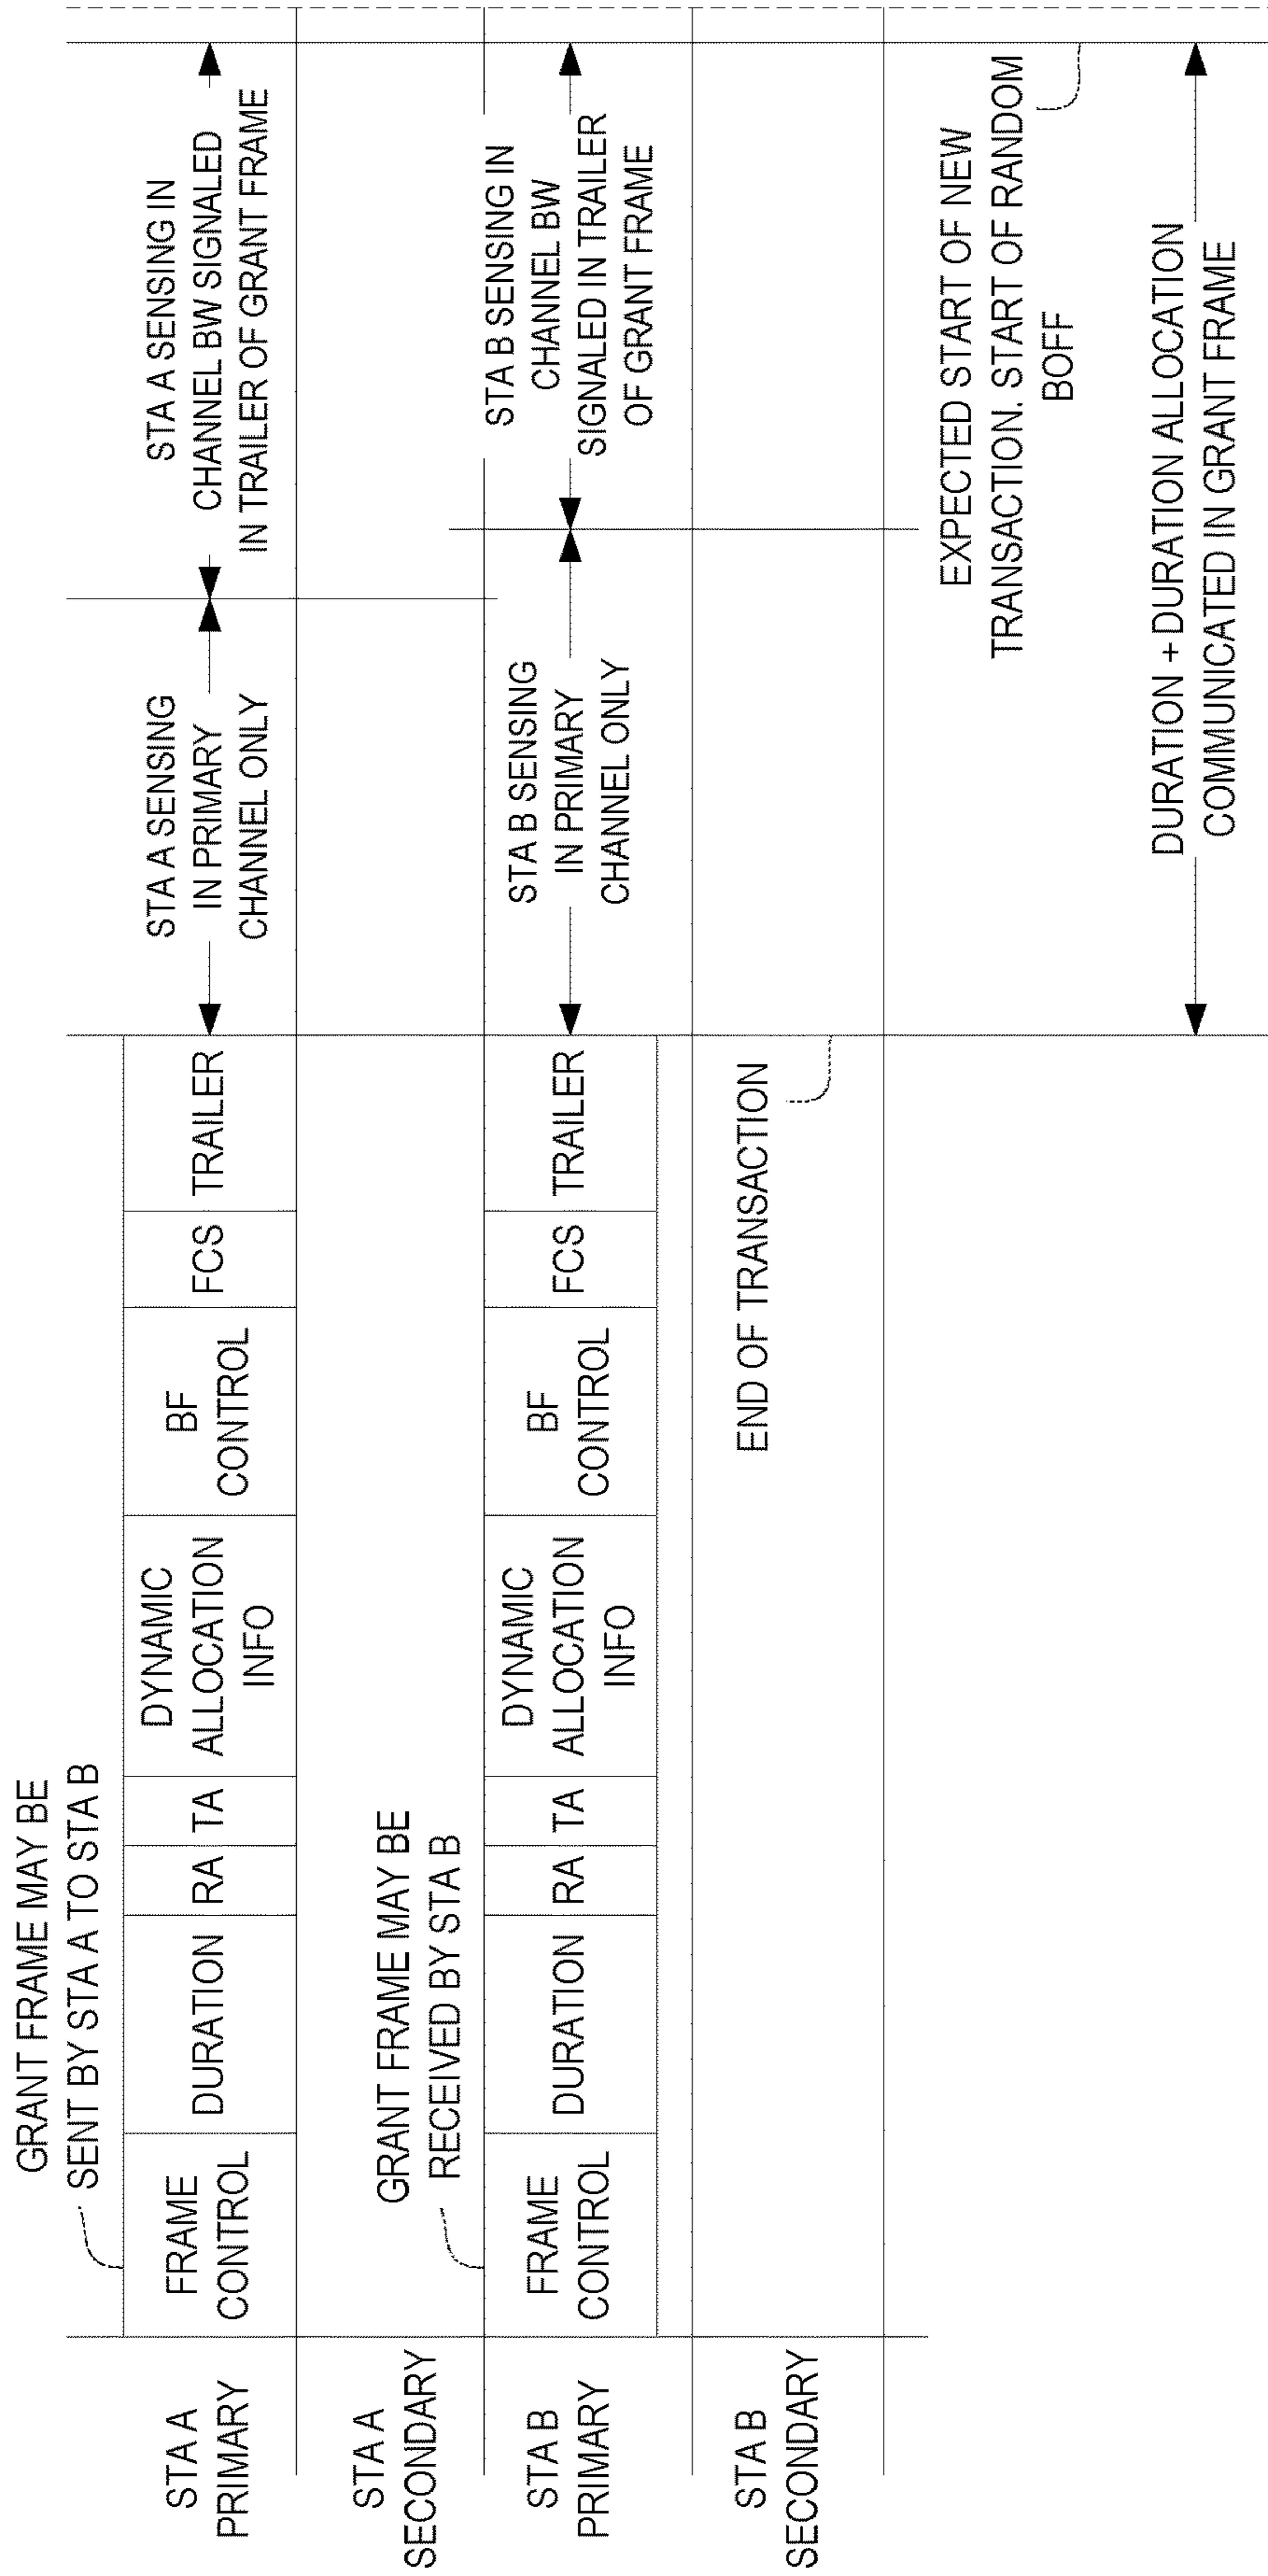 GRANT FRAME MAY BE
SENT BY STA A TO STA B
STA A
PRIMARY
FRAME
CONTROL
DURATION
RA
TA
DYNAMIC
ALLOCATION
INFO
BF
CONTROL
FCS
TRAILER
STA A SENSING
IN PRIMARY
CHANNEL ONLY
STA A SENSING IN
CHANNEL BW SIGNALED
IN TRAILER OF GRANT FRAME
STA A
SECONDARY
GRANT FRAME MAY BE
RECEIVED BY STA B
STA B
PRIMARY
FRAME
CONTROL
DURATION
RA
TA
DYNAMIC
ALLOCATION
INFO
BF
CONTROL
FCS
TRAILER
STA B SENSING
IN PRIMARY
CHANNEL ONLY
STA B SENSING IN
CHANNEL BW
SIGNALED IN TRAILER
OF GRANT FRAME
STA B
SECONDARY
END OF TRANSACTION
EXPECTED START OF NEW
TRANSACTION. START OF RANDOM
BOFF
DURATION + DURATION ALLOCATION
COMMUNICATED IN GRANT FRAME